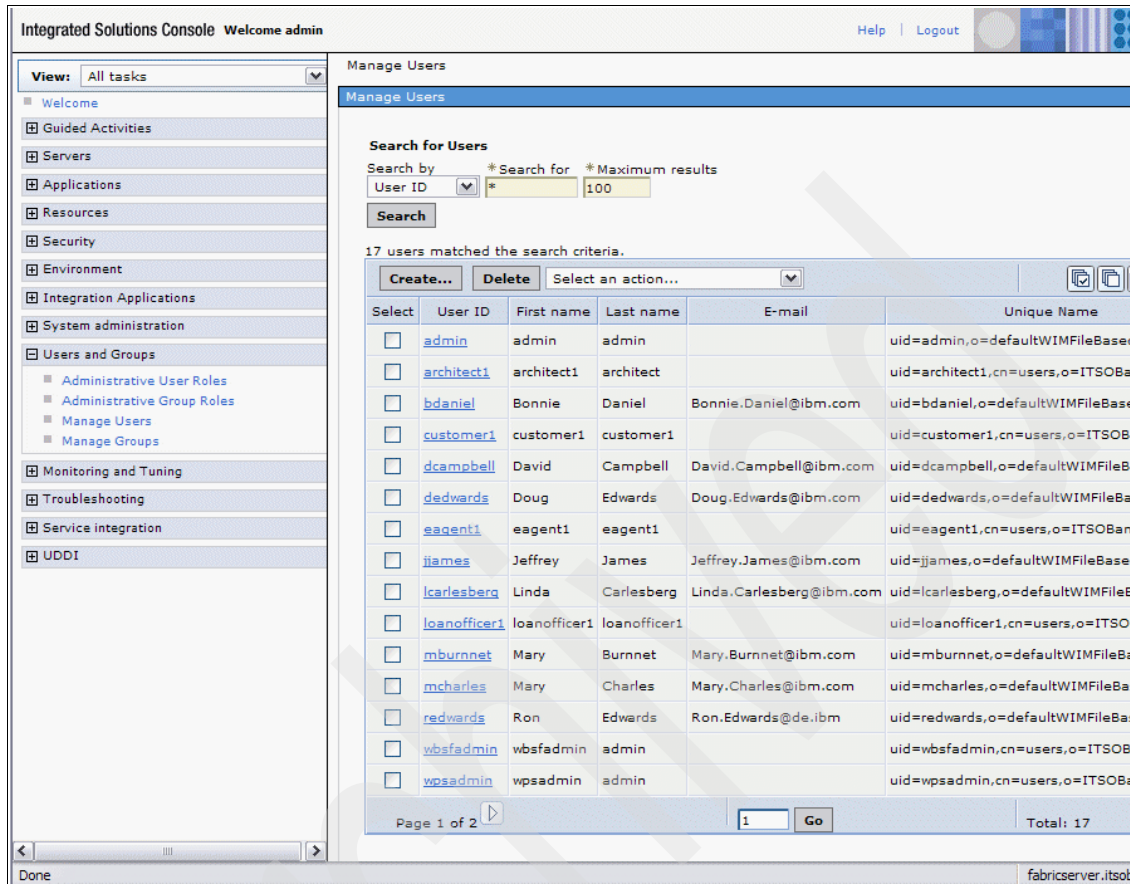 Integrated Solutions Console Welcome admin Help | Logout
View: All tasks
Welcome
Guided Activities
Servers
Applications
Resources
Security
Environment
Integration Applications
System administration
Users and Groups
Administrative User Roles
Administrative Group Roles
Manage Users
Manage Groups
Monitoring and Tuning
Troubleshooting
Service integration
UDDI
Manage Users
Manage Users
Search for Users
Search by *Search for *Maximum results
User ID * 100
Search
17 users matched the search criteria.
Create... Delete Select an action...
Select User ID First name Last name E-mail Unique Name
admin admin admin uid=admin,o=defaultWIMFileBased
architect1 architect1 architect uid=architect1,cn=users,o=ITSOBa
bdaniel Bonnie Daniel Bonnie.Daniel@ibm.com uid=bdaniel,o=defaultWIMFileBase
customer1 customer1 customer1 uid=customer1,cn=users,o=ITSOB
dcampbell David Campbell David.Campbell@ibm.com uid=dcampbell,o=defaultWIMFileB
dedwards Doug Edwards Doug.Edwards@ibm.com uid=dedwards,o=defaultWIMFileBa
eagent1 eagent1 eagent1 uid=eagent1,cn=users,o=ITSOBan
jjames Jeffrey James Jeffrey.James@ibm.com uid=jjames,o=defaultWIMFileBase
lcarlesberg Linda Carlesberg Linda.Carlesberg@ibm.com uid=lcarlesberg,o=defaultWIMFileB
loanofficer1 loanofficer1 loanofficer1 uid=loanofficer1,cn=users,o=ITSO
mburnnet Mary Burnnet Mary.Burnnet@ibm.com uid=mburnnet,o=defaultWIMFileBa
mcharles Mary Charles Mary.Charles@ibm.com uid=mcharles,o=defaultWIMFileBa
redwards Ron Edwards Ron.Edwards@de.ibm uid=redwards,o=defaultWIMFileBa
wbsfadmin wbsfadmin admin uid=wbsfadmin,cn=users,o=ITSOB
wpsadmin wpsadmin admin uid=wpsadmin,cn=users,o=ITSOBa
Page 1 of 2 1 Go Total: 17
Done fabricserver.itsob